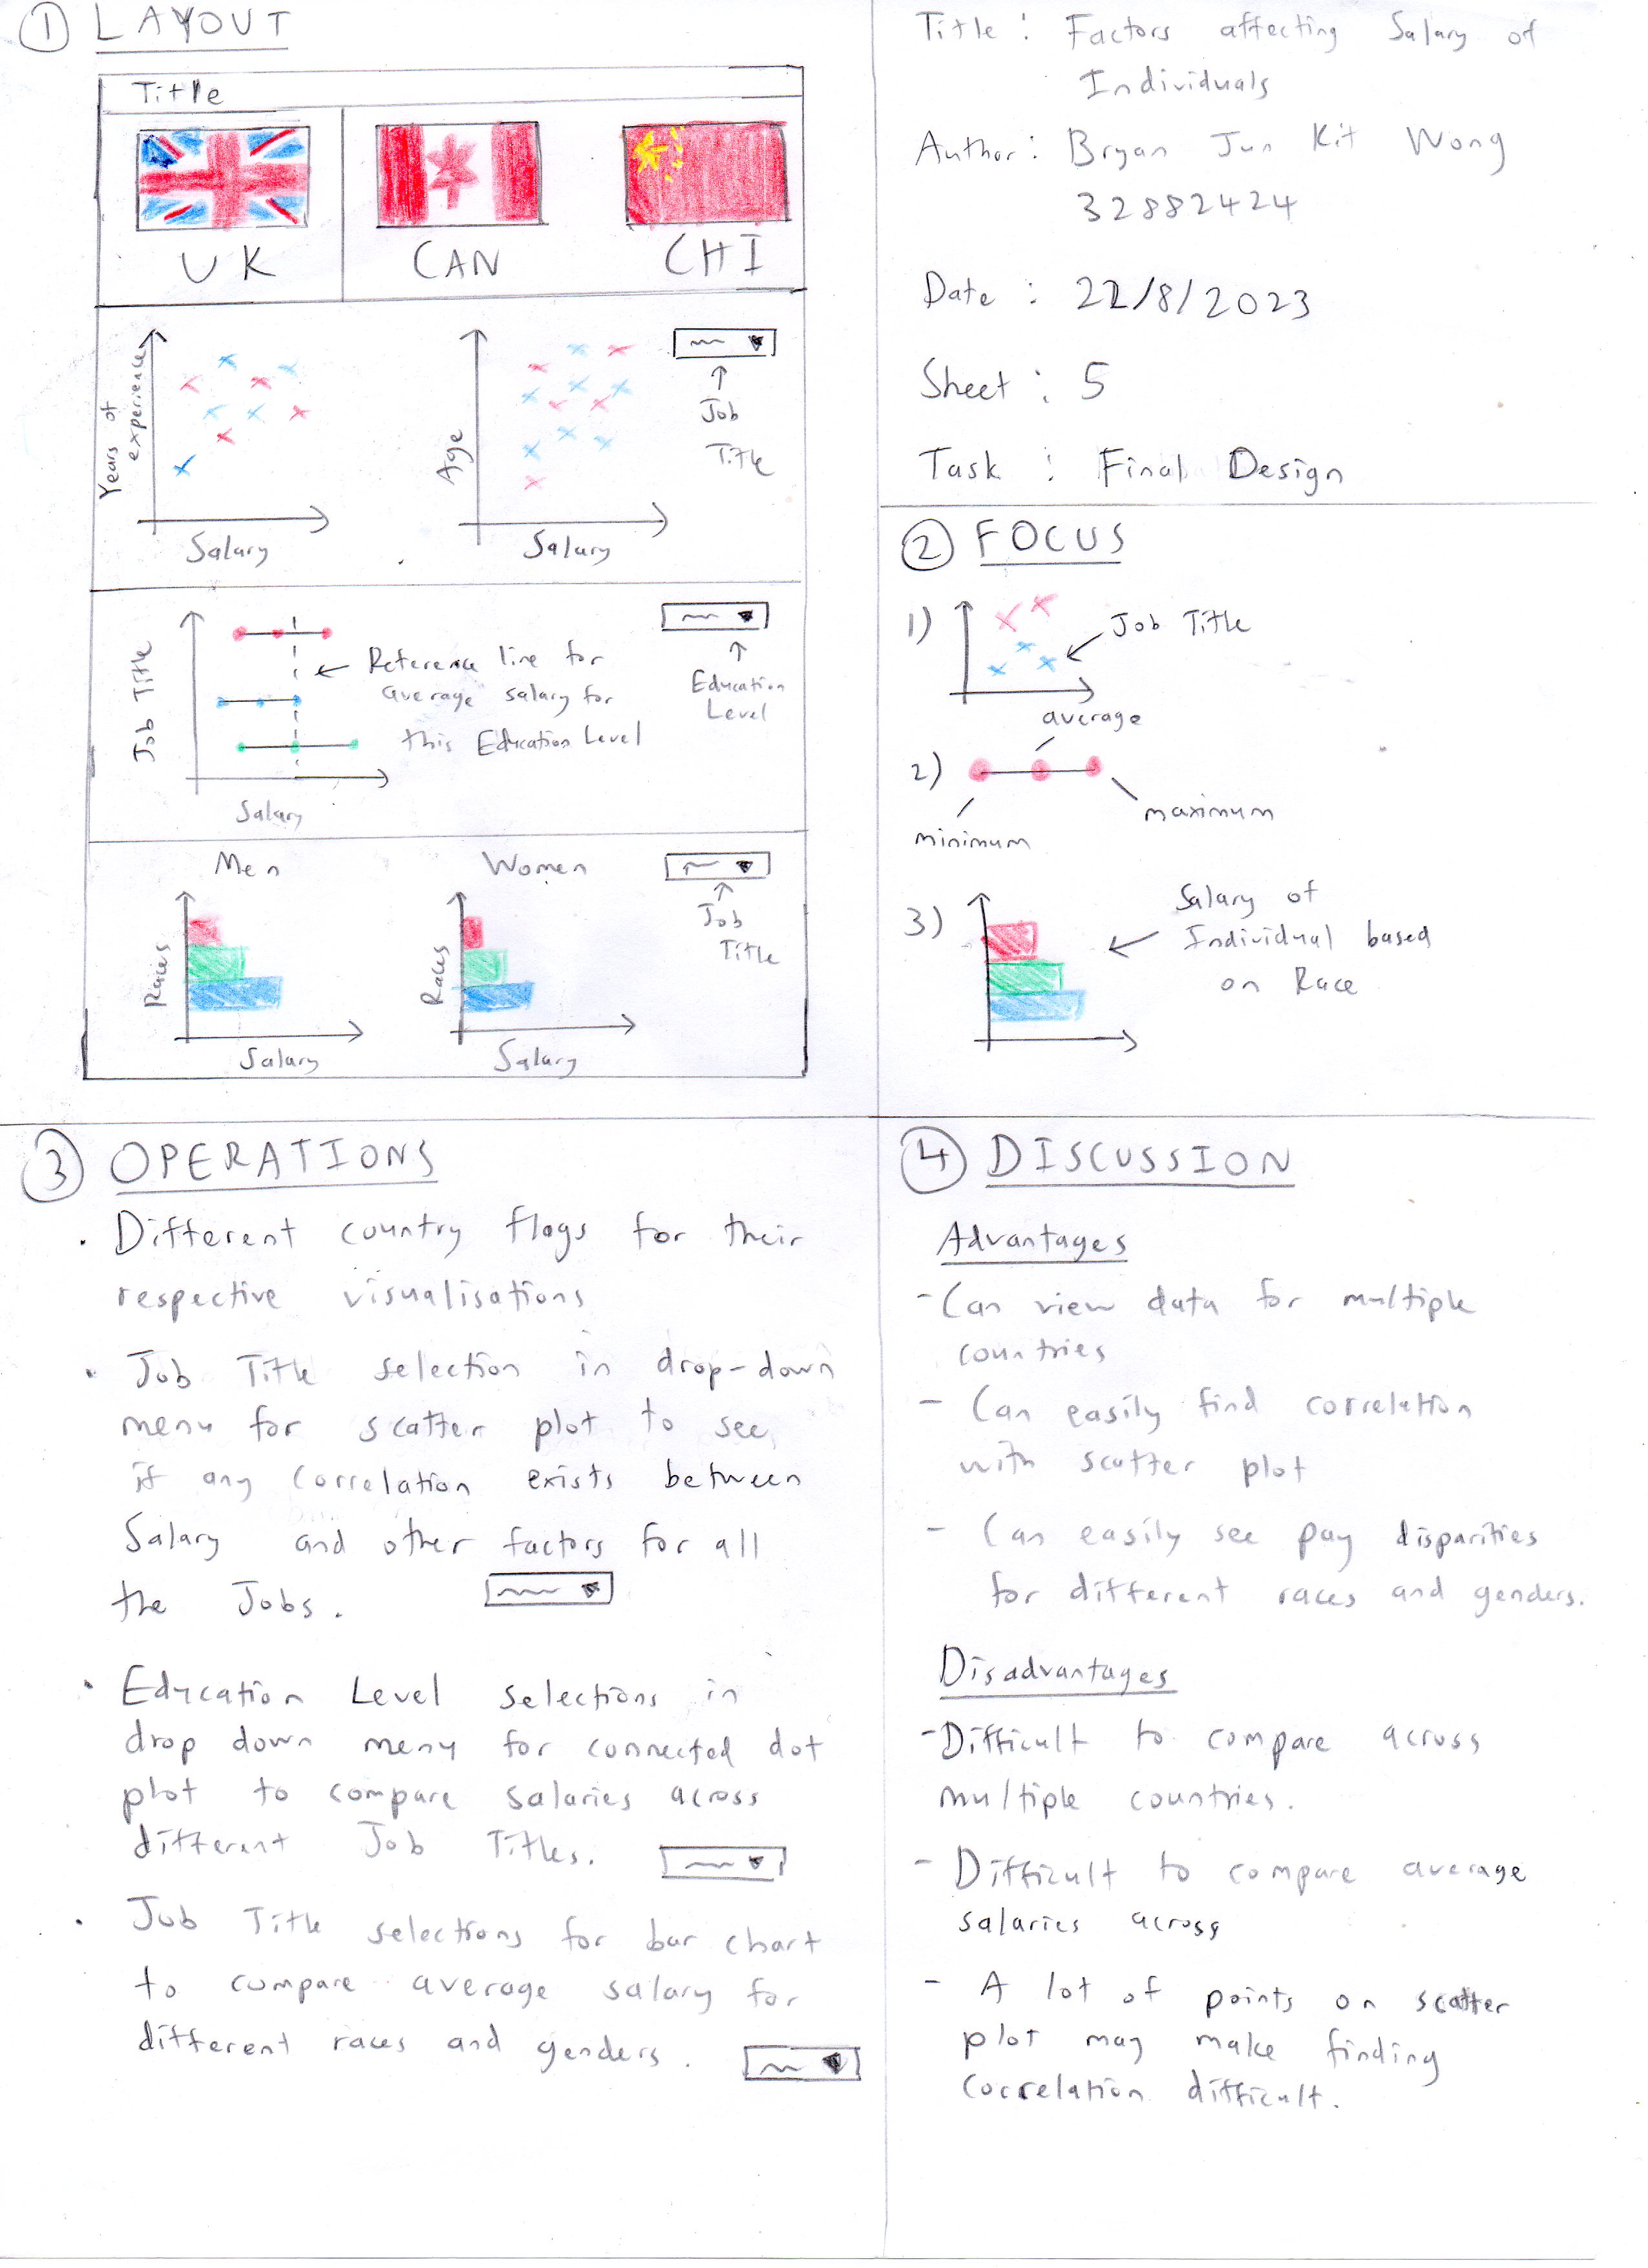 1 LAYOUT
Title
UK
CAN
CHI
Years of
experience
Salary
Age
Salary
Job
Title
Job Title
Reference line for
average salary for
this Education Level
Education
Level
Salary
Men
Women
Races
Salary
Races
Salary
Job
Title
Title : Factors affecting Salary of
Individuals
Author : Bryan Jun Kit Wong
32882424
Date : 22/8/2023
Sheet : 5
Task : Final Design
2 FOCUS
1)
Job Title
average
2)
minimum
maximum
3)
Salary of
Individual based
on Race
3 OPERATIONS
• Different country flags for their
respective visualisations
• Job Title selection in drop-down
menu for scatter plot to see
if any correlation exists between
Salary and other factors for all
the Jobs.
• Education Level selections in
drop down menu for connected dot
plot to compare salaries across
different Job Titles.
• Job Title selections for bar chart
to compare average salary for
different races and genders.
4 DISCUSSION
Advantages
- Can view data for multiple
countries
- Can easily find correlation
with scatter plot
- Can easily see pay disparities
for different races and genders.
Disadvantages
- Difficult to compare across
multiple countries.
- Difficult to compare average
salaries across
- A lot of points on scatter
plot may make finding
correlation difficult.